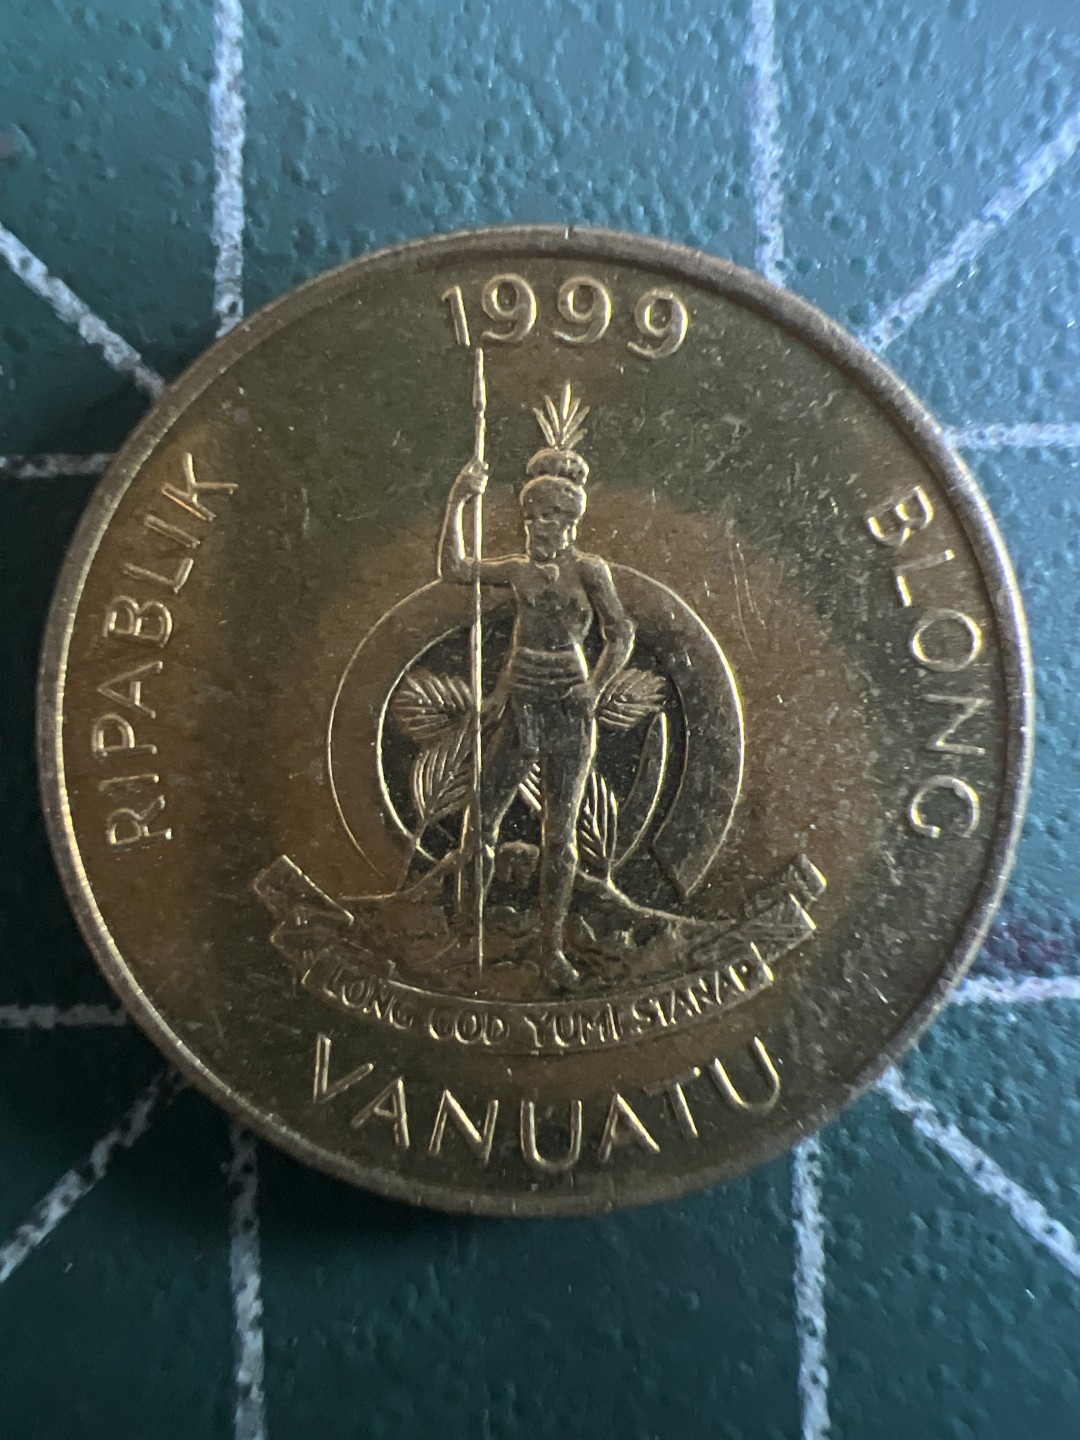 1999
RIPABLIK
BLONG
LONG GOD YUMI STANAP
VANUATU